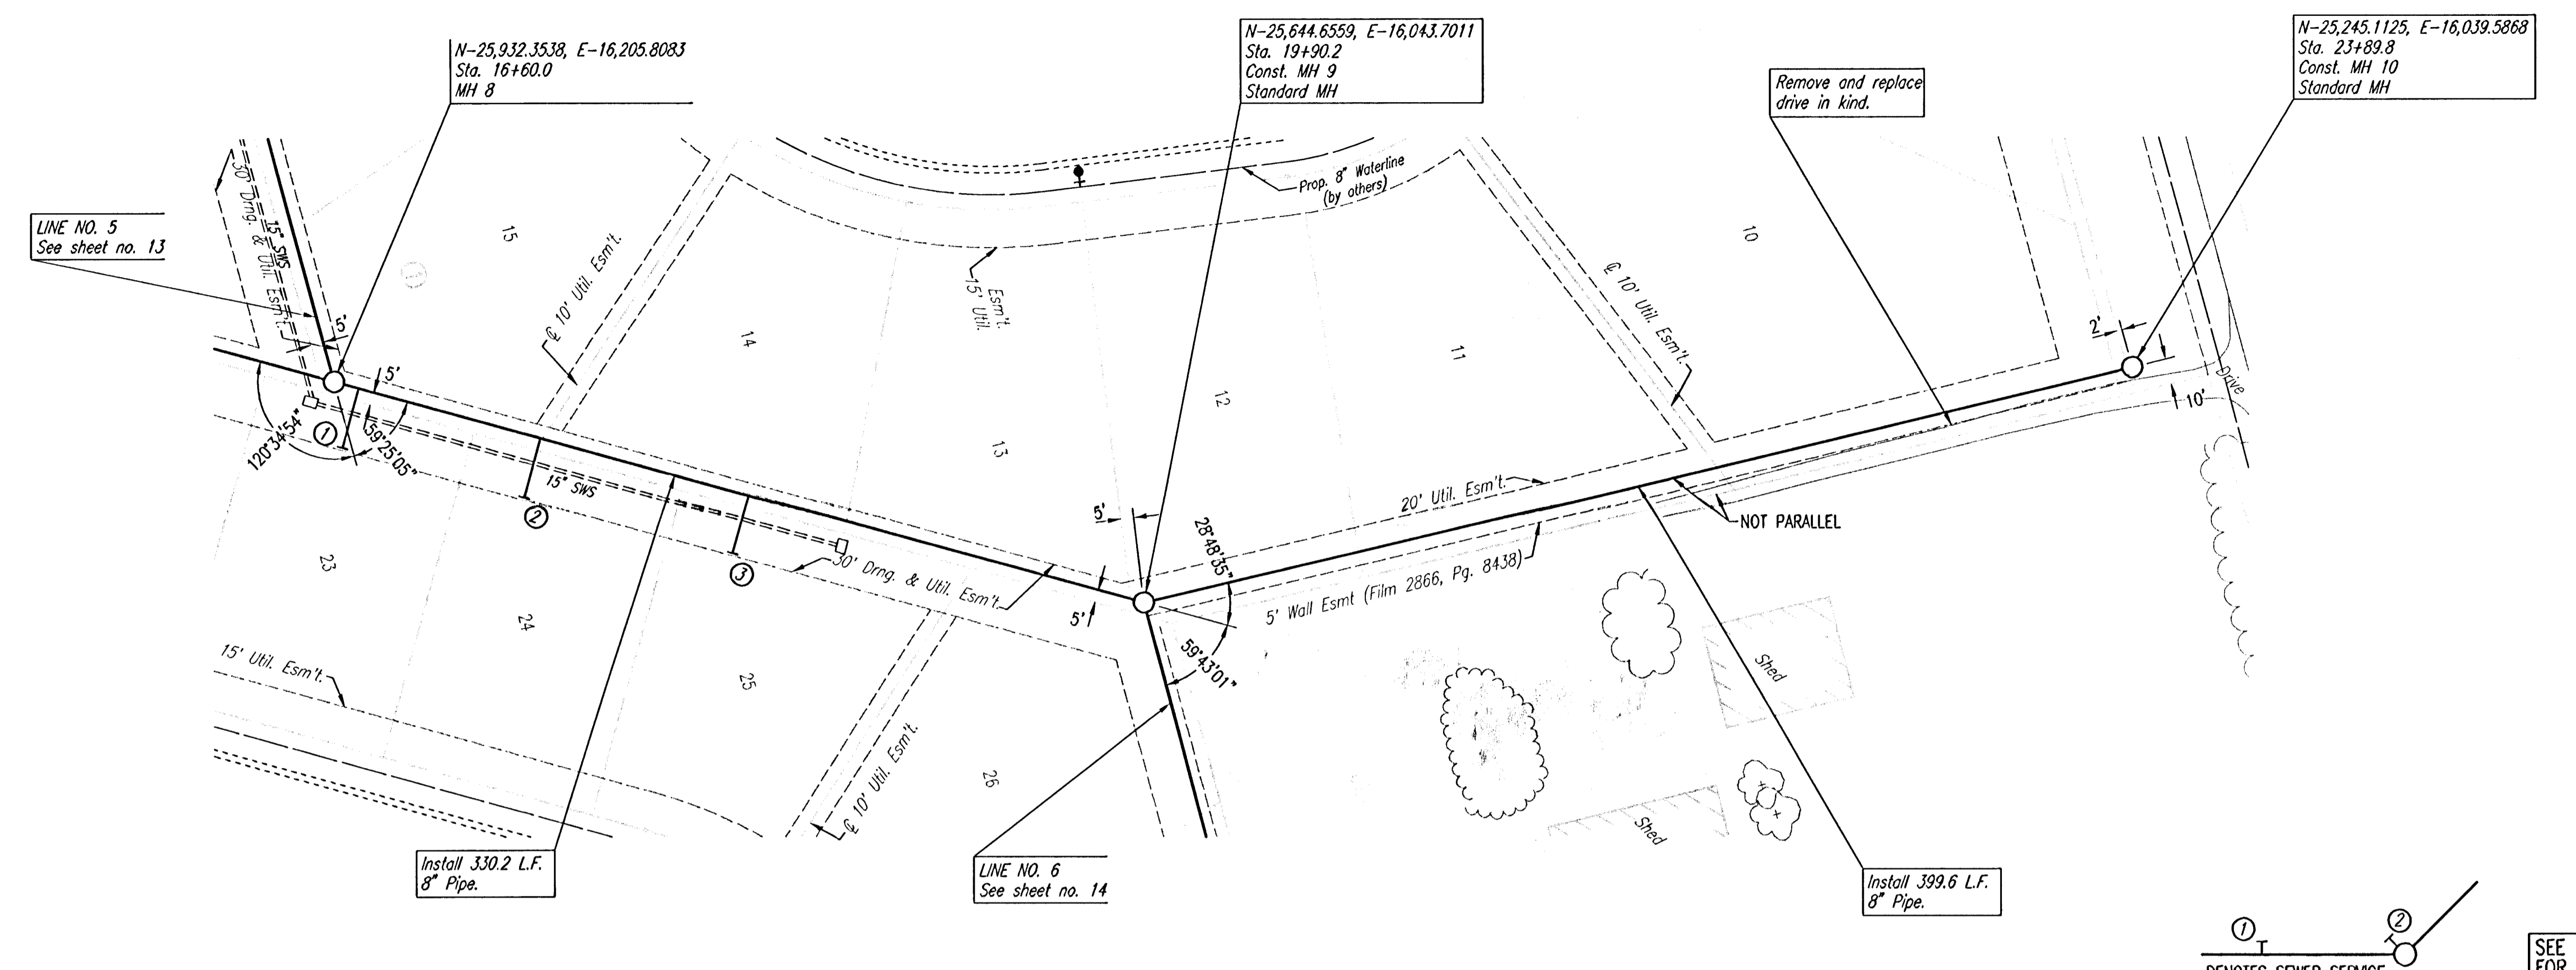 N-25,932.3538, E-16,205.8083
Sta. 16+60.0
MH 8
N-25,644.6559, E-16,043.7011
Sta. 19+90.2
Const. MH 9
Standard MH
N-25,245.1125, E-16,039.5868
Sta. 23+89.8
Const. MH 10
Standard MH
Remove and replace
drive in kind.
LINE NO. 5
See sheet no. 13
30' Drng. & Util. Esm't.
15" SWS
15
1
℄ 10' Util. Esm't.
Prop. 8" Waterline
(by others)
15' Util.
Esm't.
10
℄ 10' Util. Esm't.
14
13
12
11
5'
5'
2'
10'
Drive
120°34'54"
59°25'05"
1
2
3
15" SWS
30' Drng. & Util. Esm't.
5'
5'
28°48'35"
59°43'01"
20' Util. Esm't.
NOT PARALLEL
5' Wall Esmt (Film 2866, Pg. 8438)
23
24
25
26
15' Util. Esm't.
℄ 10' Util. Esm't.
Shed
Shed
Install 330.2 L.F.
8" Pipe.
LINE NO. 6
See sheet no. 14
Install 399.6 L.F.
8" Pipe.
1
2
DENOTES SEWER SERVICE
SEE
FOR